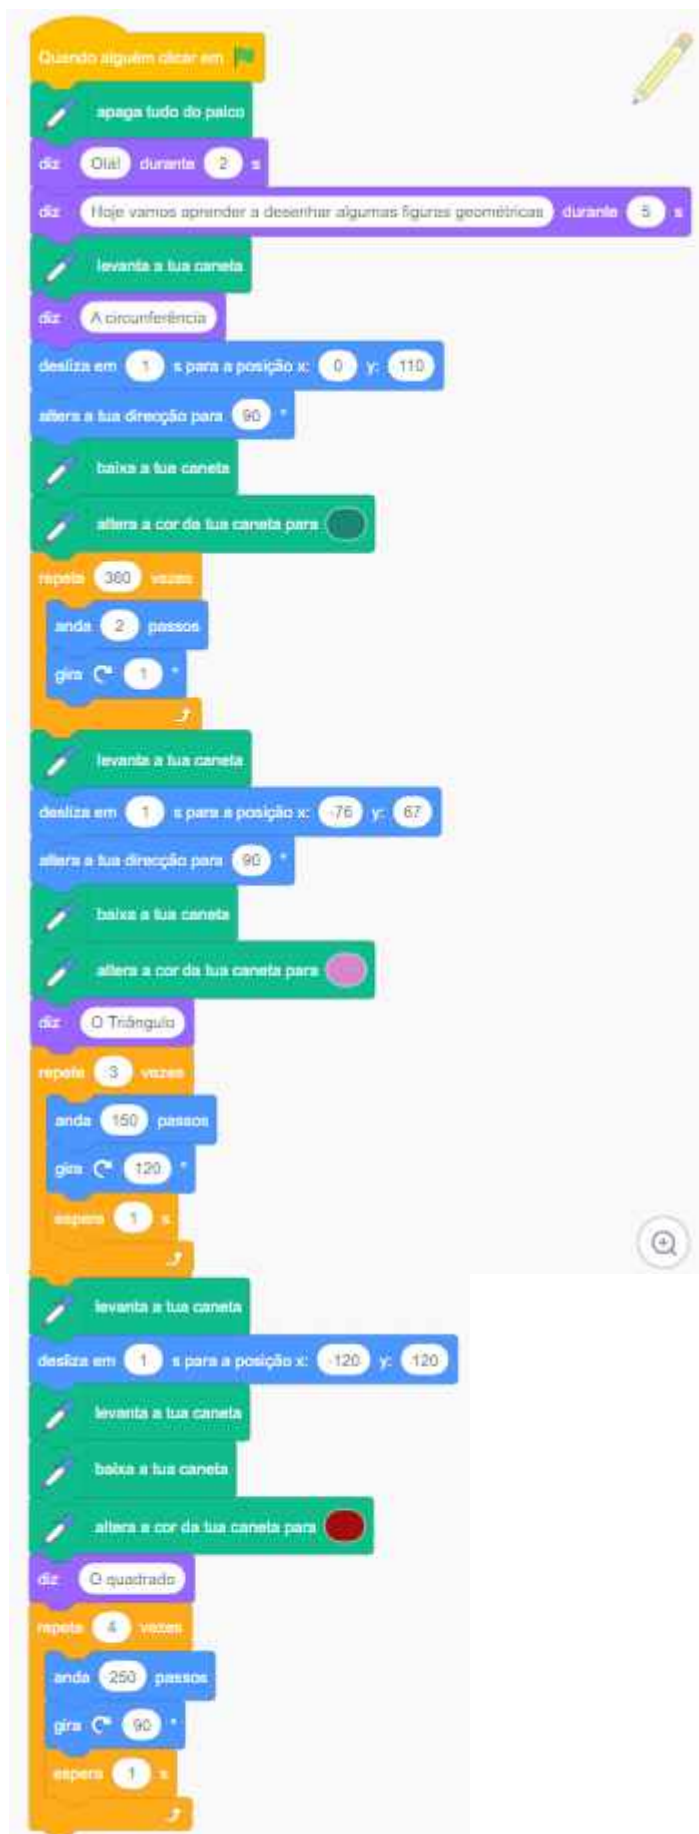 Quando alguém clicar em
apaga tudo do palco
diz Olá! durante 2 s
diz Hoje vamos aprender a desenhar algumas figuras geométricas durante 5 s
levanta a tua caneta
diz A circunferência
desliza em 1 s para a posição x: 0 y: 110
altera a tua direcção para 90 °
baixa a tua caneta
altera a cor da tua caneta para
repete 360 vezes
anda 2 passos
gira 1 °
levanta a tua caneta
desliza em 1 s para a posição x: -76 y: 67
altera a tua direcção para 90 °
baixa a tua caneta
altera a cor da tua caneta para
diz O Triângulo
repete 3 vezes
anda 150 passos
gira 120 °
espera 1 s
levanta a tua caneta
desliza em 1 s para a posição x: -120 y: 120
levanta a tua caneta
baixa a tua caneta
altera a cor da tua caneta para
diz O quadrado
repete 4 vezes
anda 250 passos
gira 90 °
espera 1 s